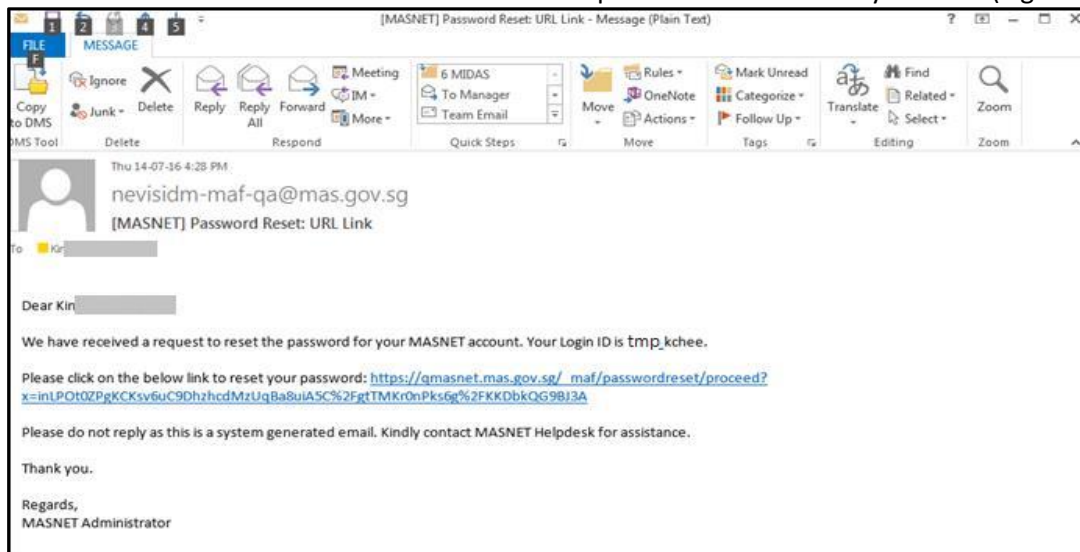 [MASNET] Password Reset: URL Link - Message (Plain Text)
1 2 3 4 5
FILE MESSAGE
F
Copy to DMS
DMS Tool
Ignore
Junk
Delete
Delete
Reply
Reply All
Forward
Meeting
IM
More
Respond
6 MIDAS
To Manager
Team Email
Quick Steps
Move
Rules
OneNote
Actions
Move
Mark Unread
Categorize
Follow Up
Tags
Translate
Find
Related
Select
Editing
Zoom
Zoom
Thu 14-07-16 4:28 PM
nevisidm-maf-qa@mas.gov.sg
[MASNET] Password Reset: URL Link
To Kin
Dear Kin
We have received a request to reset the password for your MASNET account. Your Login ID is tmp_kchee.
Please click on the below link to reset your password: https://qmasnet.mas.gov.sg/_maf/passwordreset/proceed?
x=inLPOt0ZPgKCKsv6uC9DhzhcdMzUqBa8uiA5C%2FgtTMKr0nPks6g%2FKKDbkQG9BJ3A
Please do not reply as this is a system generated email. Kindly contact MASNET Helpdesk for assistance.
Thank you.
Regards,
MASNET Administrator